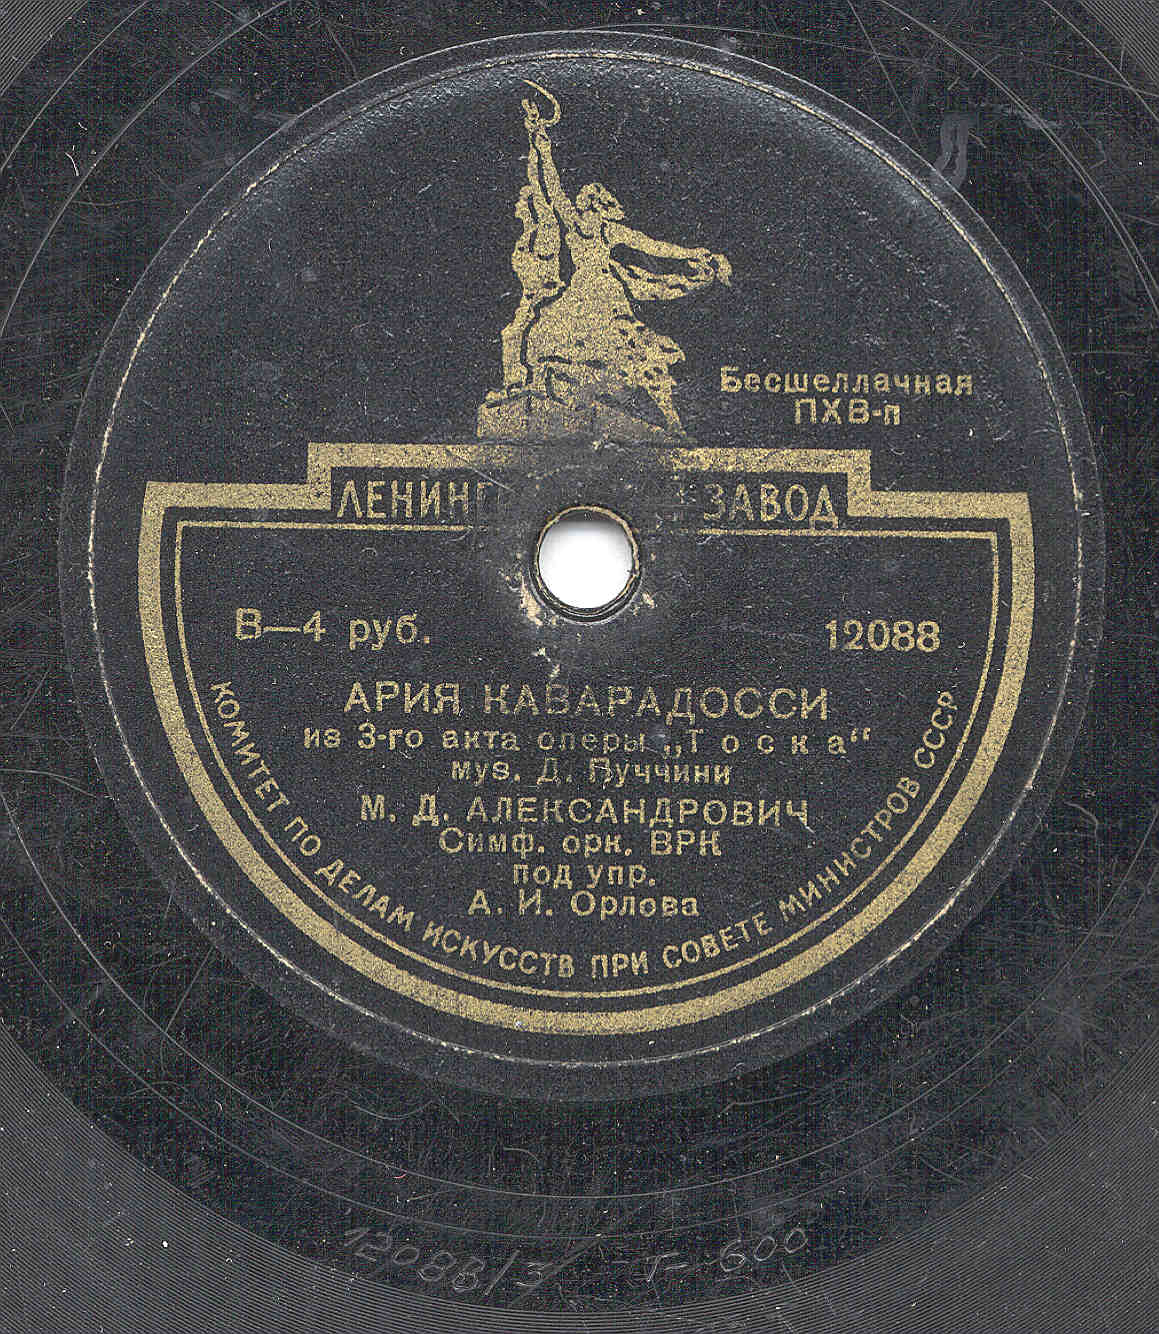 Бесшеллачная
ПХВ-п
ЗАВОД
В—4 руб.
12088
АРИЯ КАВАРАДОССИ
из 3-го акта оперы „Тоска“
муз. Д. Пуччини
М. Д. АЛЕКСАНДРОВИЧ
Симф. орк. ВРК
под упр.
А. И. Орлова
КОМИТЕТ ПО ДЕЛАМ ИСКУССТВ ПРИ СОВЕТЕ МИНИСТРОВ СССР
12088/3 T-600